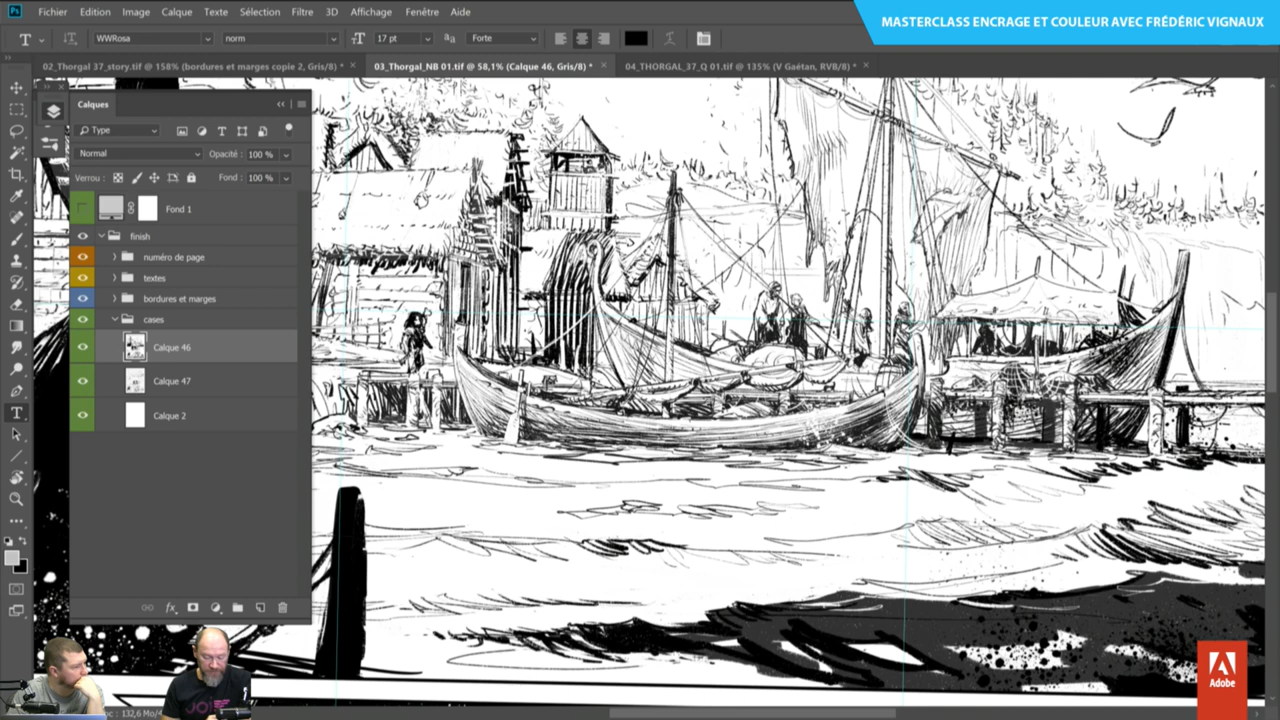 Ps Fichier Edition Image Calque Texte Sélection Filtre 3D Affichage Fenêtre Aide
MASTERCLASS ENCRAGE ET COULEUR AVEC FRÉDÉRIC VIGNAUX
T WWRosa norm 17 pt aa Forte
02_Thorgal 37_story.tif @ 158% (bordures et marges copie 2, Gris/8) * 03_Thorgal_NB 01.tif @ 58,1% (Calque 46, Gris/8) * 04_THORGAL_37_Q 01.tif @ 135% (V Gaétan, RVB/8) *
Calques
Type
Normal Opacité : 100 %
Verrou : Fond : 100 %
Fond 1
finish
numéro de page
textes
bordures et marges
cases
Calque 46
Calque 47
Calque 2
fx
Adobe